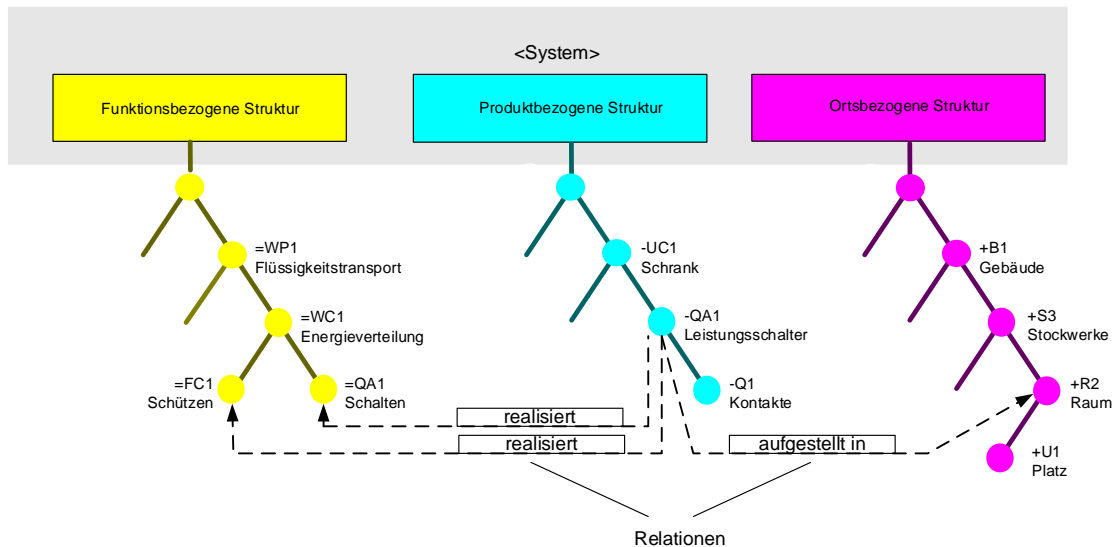 <System>
Funktionsbezogene Struktur
Produktbezogene Struktur
Ortsbezogene Struktur
=WP1
Flüssigkeitstransport
-UC1
Schrank
+B1
Gebäude
=WC1
Energieverteilung
-QA1
Leistungsschalter
+S3
Stockwerke
=FC1
Schützen
=QA1
Schalten
-Q1
Kontakte
+R2
Raum
realisiert
realisiert
aufgestellt in
+U1
Platz
Relationen